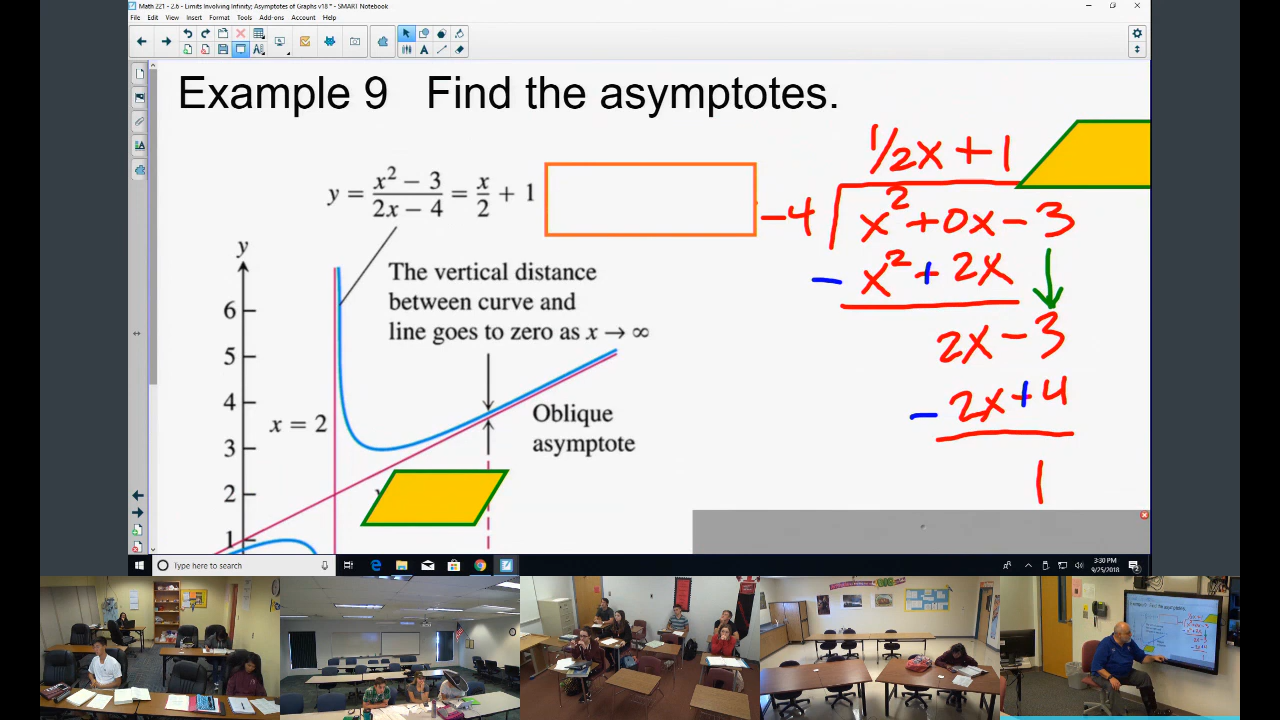 Math 221 - 2.6 - Limits Involving Infinity; Asymptotes of Graphs v18 * - SMART Notebook
File Edit View Insert Format Tools Add-ons Account Help
Example 9 Find the asymptotes.
y = x² − 3 / 2x − 4 = x/2 + 1
1/2x + 1
−4 x² + 0x − 3
− x² + 2x
2x − 3
− 2x + 4
1
y
The vertical distance
between curve and
line goes to zero as x → ∞
6
5
4
x = 2
3
2
1
Oblique
asymptote
Type here to search
3:30 PM
9/25/2018